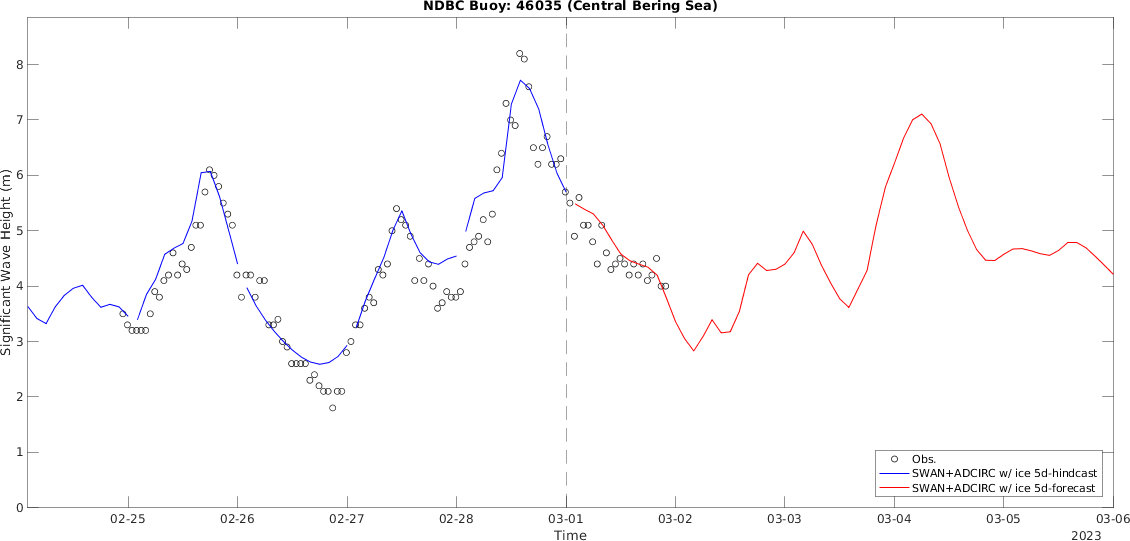 NDBC Buoy: 46035 (Central Bering Sea)
Significant Wave Height (m)
8
7
6
5
4
3
2
1
0
Obs.
SWAN+ADCIRC w/ ice 5d-hindcast
SWAN+ADCIRC w/ ice 5d-forecast
02-25 02-26 02-27 02-28 03-01 03-02 03-03 03-04 03-05 03-06
Time
2023